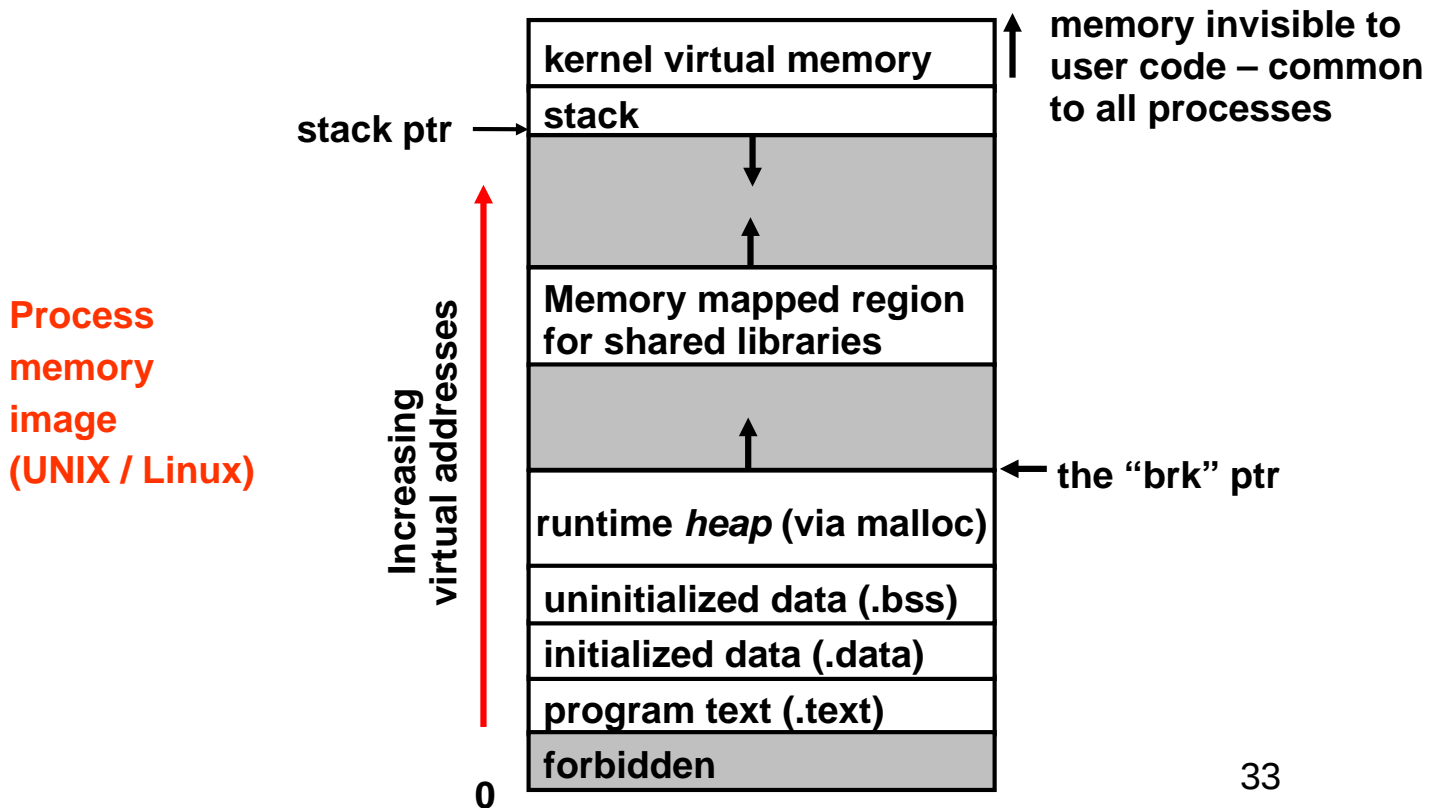 kernel virtual memory
memory invisible to
user code – common
to all processes
stack
stack ptr
Memory mapped region
for shared libraries
Process
memory
image
(UNIX / Linux)
Increasing
virtual addresses
the “brk” ptr
runtime heap (via malloc)
uninitialized data (.bss)
initialized data (.data)
program text (.text)
forbidden
0
33